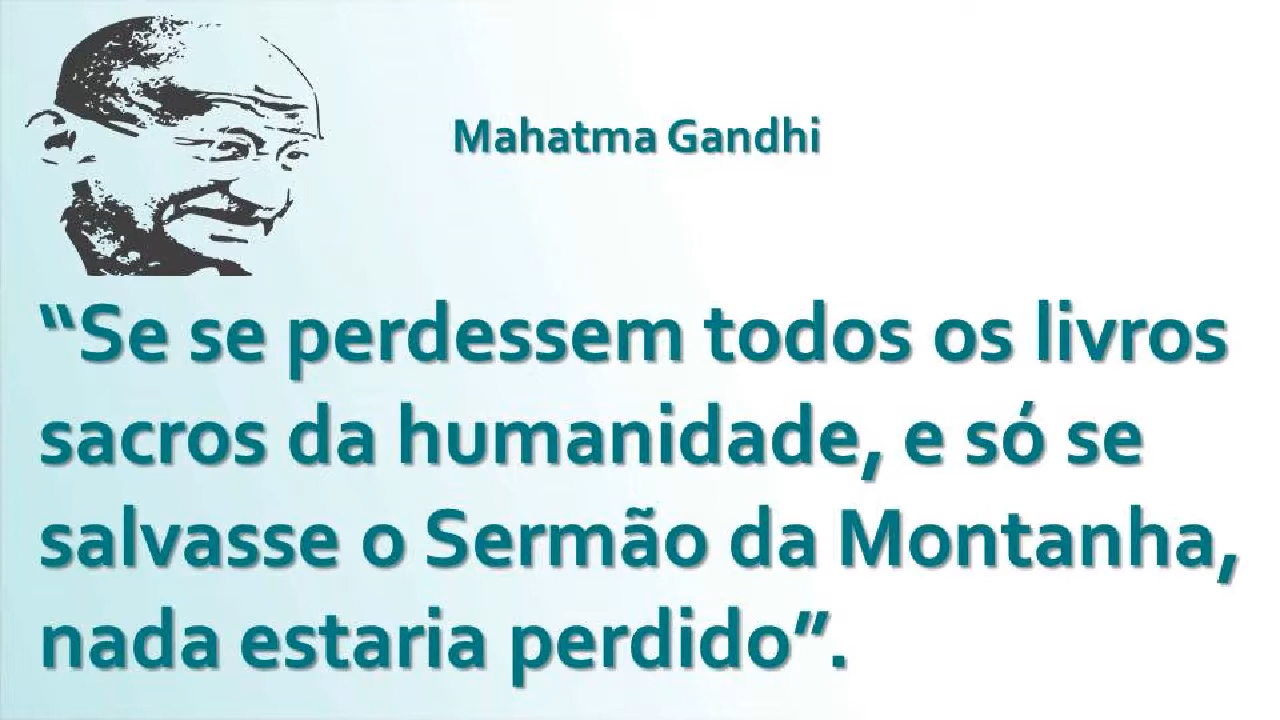 Mahatma Gandhi
“Se se perdessem todos os livros
sacros da humanidade, e só se
salvasse o Sermão da Montanha,
nada estaria perdido”.